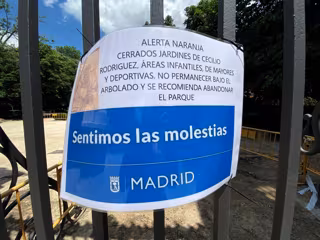 ALERTA NARANJA
CERRADOS JARDINES DE CECILIO
RODRIGUEZ, ÀREAS INFANTILES, DE MAYORES
Y DEPORTIVAS. NO PERMANECER BAJO EL
ARBOLADO Y SE RECOMIENDA ABANDONAR
EL PARQUE
Sentimos las molestias
MADRID